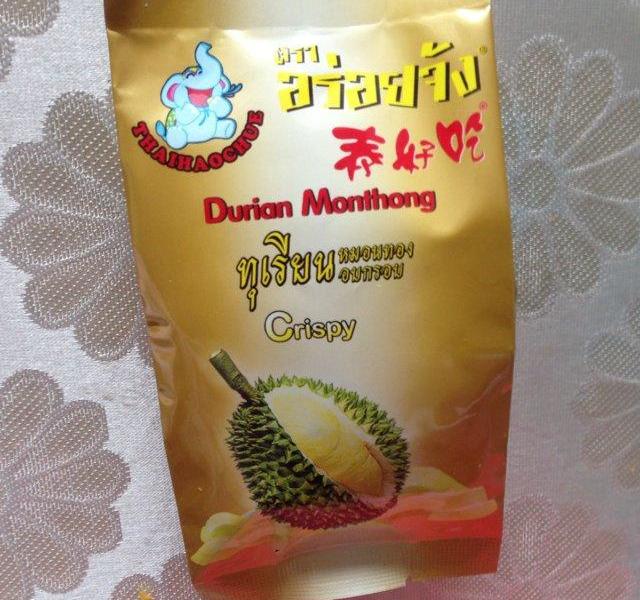 ตรา
อร่อยจัง®
THAIHAOCHUE
泰好吃®
Durian Monthong
ทุเรียน หมอนทอง
อบกรอบ
Crispy